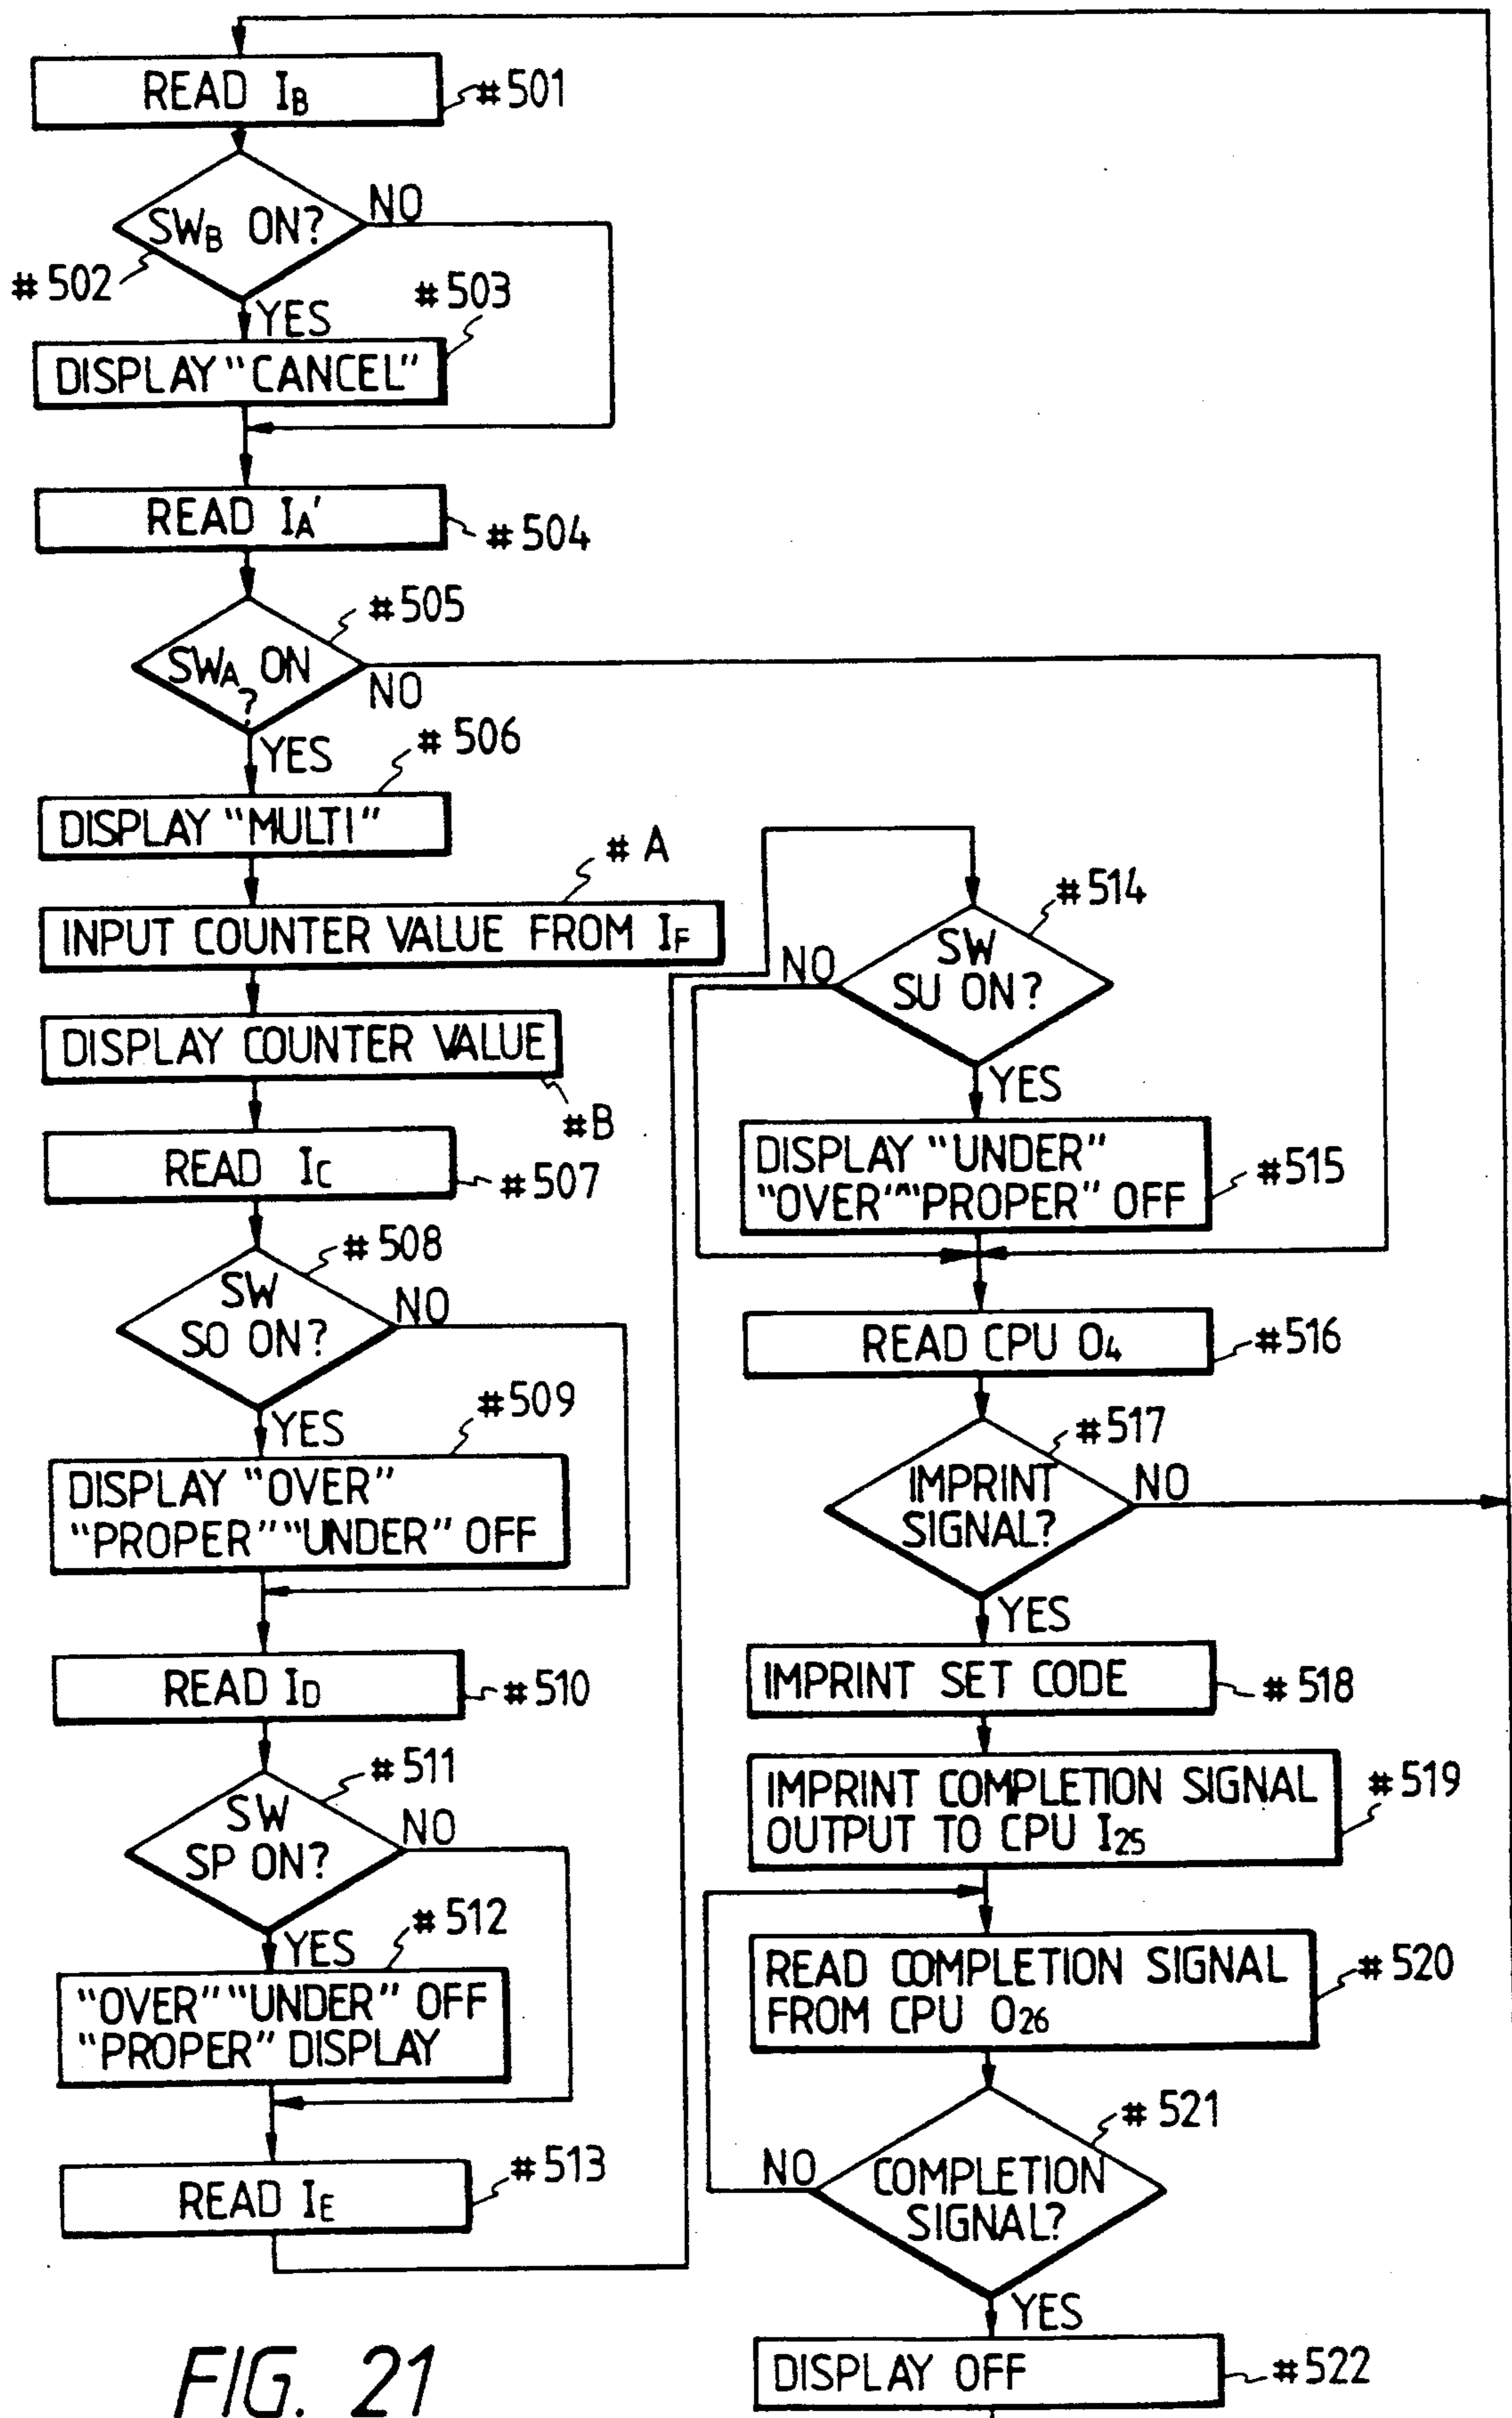 READ IB
#501
SWB ON?
NO
#502
YES
#503
DISPLAY "CANCEL"
READ IA'
#504
#505
SWA ON
?
NO
YES
#506
DISPLAY "MULTI"
#A
INPUT COUNTER VALUE FROM IF
DISPLAY COUNTER VALUE
#B
READ IC
#507
#508
SW
SO ON?
NO
YES
#509
DISPLAY "OVER"
"PROPER" "UNDER" OFF
READ ID
#510
#511
SW
SP ON?
NO
YES
#512
"OVER" "UNDER" OFF
"PROPER" DISPLAY
READ IE
#513
#514
SW
SU ON?
NO
YES
DISPLAY "UNDER"
"OVER" "PROPER" OFF
#515
READ CPU O4
#516
#517
IMPRINT
SIGNAL?
NO
YES
IMPRINT SET CODE
#518
IMPRINT COMPLETION SIGNAL
OUTPUT TO CPU I25
#519
READ COMPLETION SIGNAL
FROM CPU O26
#520
#521
COMPLETION
SIGNAL?
NO
YES
DISPLAY OFF
#522
FIG. 21